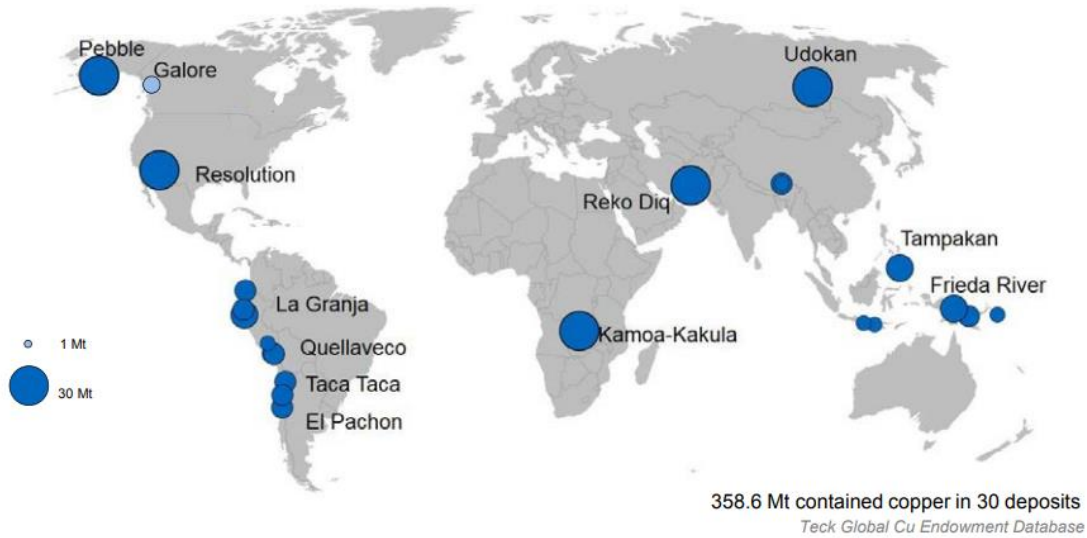 Pebble
Galore
Udokan
Resolution
Reko Diq
Tampakan
Frieda River
La Granja
Kamoa-Kakula
1 Mt
Quellaveco
Taca Taca
30 Mt
El Pachon
358.6 Mt contained copper in 30 deposits
Teck Global Cu Endowment Database